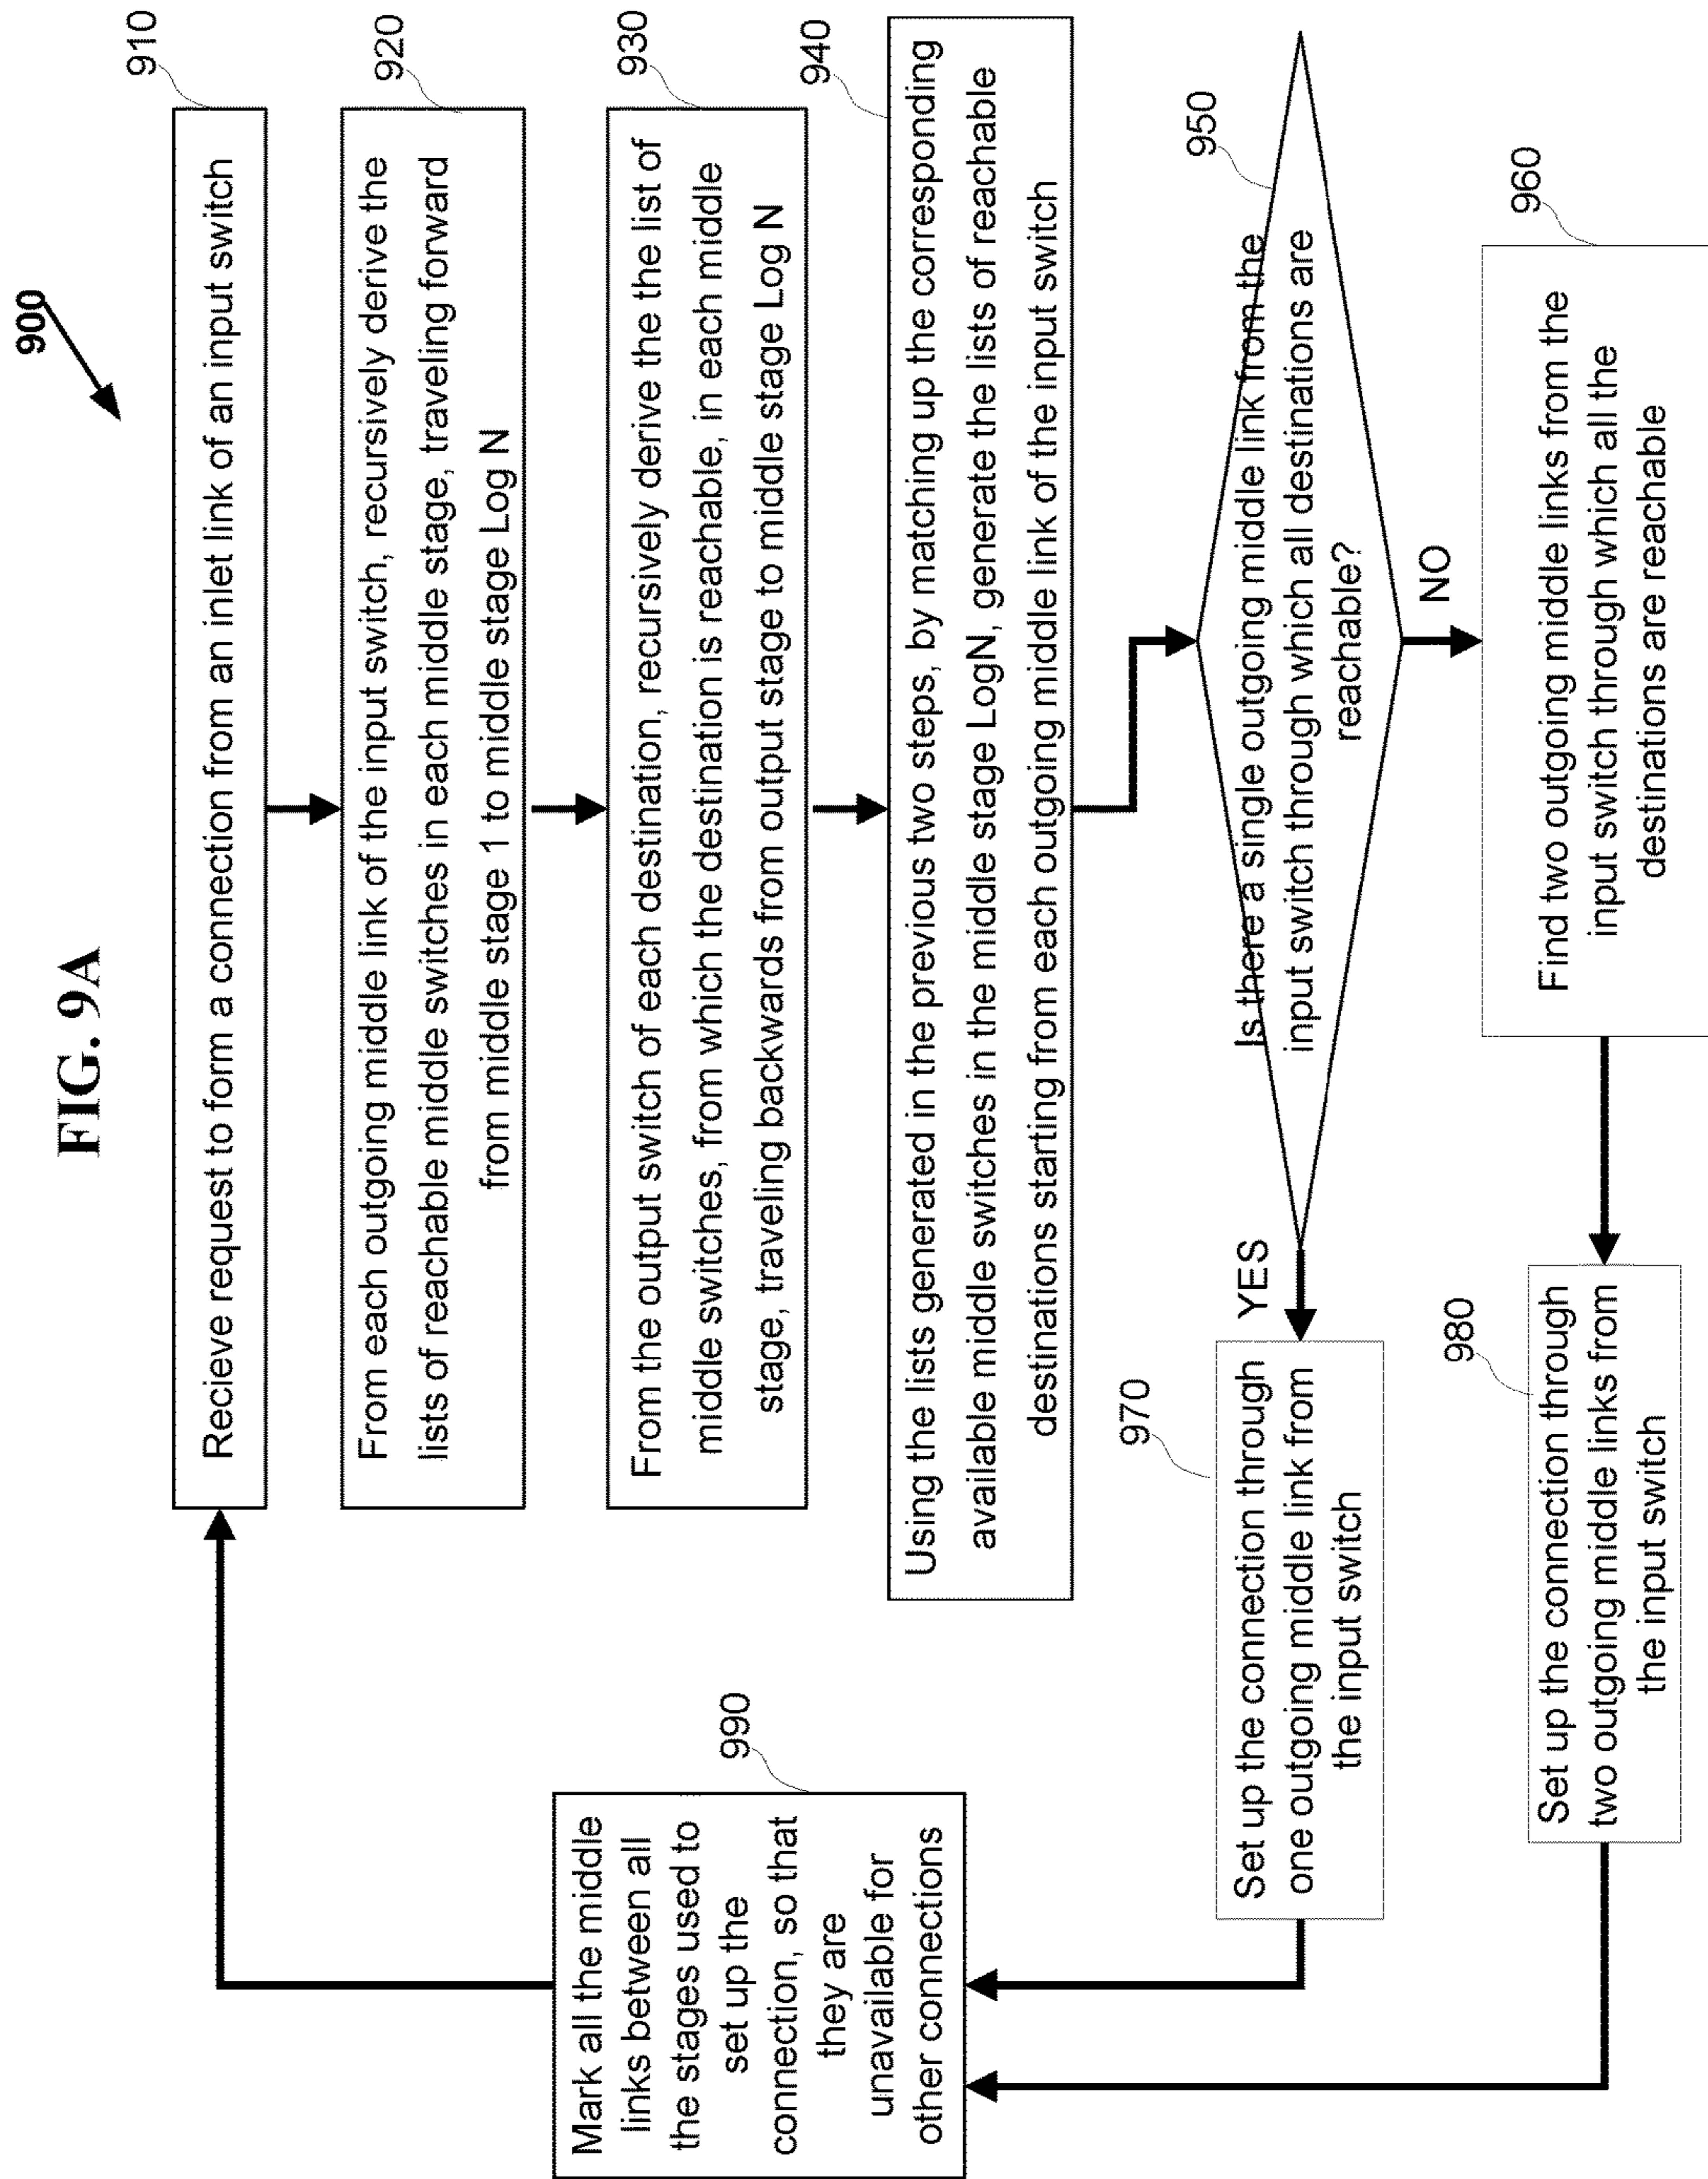 FIG. 9A
900
910
Recieve request to form a connection from an inlet link of an input switch
920
From each outgoing middle link of the input switch, recursively derive the
lists of reachable middle switches in each middle stage, traveling forward
from middle stage 1 to middle stage Log N
930
From the output switch of each destination, recursively derive the the list of
middle switches, from which the destination is reachable, in each middle
stage, traveling backwards from output stage to middle stage Log N
940
Using the lists generated in the previous two steps, by matching up the corresponding
available middle switches in the middle stage LogN, generate the lists of reachable
destinations starting from each outgoing middle link of the input switch
950
Is there a single outgoing middle link from the
input switch through which all destinations are
reachable?
YES
NO
960
Find two outgoing middle links from the
input switch through which all the
destinations are reachable
970
Set up the connection through
one outgoing middle link from
the input switch
980
Set up the connection through
two outgoing middle links from
the input switch
990
Mark all the middle
links between all
the stages used to
set up the
connection, so that
they are
unavailable for
other connections